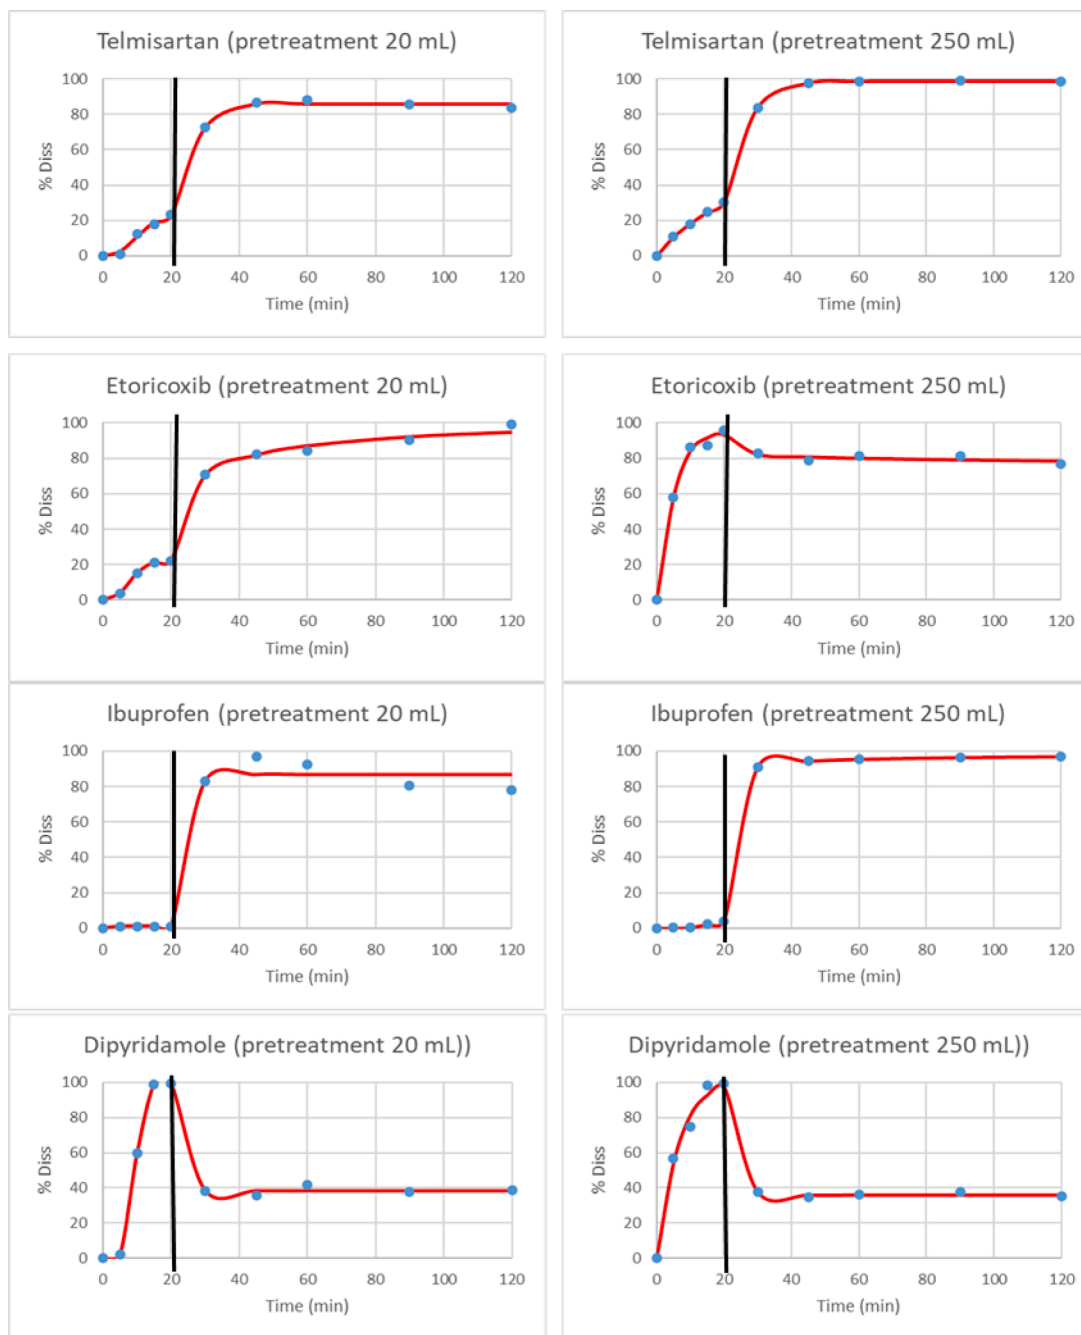 Telmisartan (pretreatment 20 mL)
% Diss
100
80
60
40
20
0
0 20 40 60 80 100 120
Time (min)
Telmisartan (pretreatment 250 mL)
% Diss
100
80
60
40
20
0
0 20 40 60 80 100 120
Time (min)
Etoricoxib (pretreatment 20 mL)
% Diss
100
80
60
40
20
0
0 20 40 60 80 100 120
Time (min)
Etoricoxib (pretreatment 250 mL)
% Diss
100
80
60
40
20
0
0 20 40 60 80 100 120
Time (min)
Ibuprofen (pretreatment 20 mL)
% Diss
100
80
60
40
20
0
0 20 40 60 80 100 120
Time (min)
Ibuprofen (pretreatment 250 mL)
% Diss
100
80
60
40
20
0
0 20 40 60 80 100 120
Time (min)
Dipyridamole (pretreatment 20 mL))
% Diss
100
80
60
40
20
0
0 20 40 60 80 100 120
Time (min)
Dipyridamole (pretreatment 250 mL))
% Diss
100
80
60
40
20
0
0 20 40 60 80 100 120
Time (min)